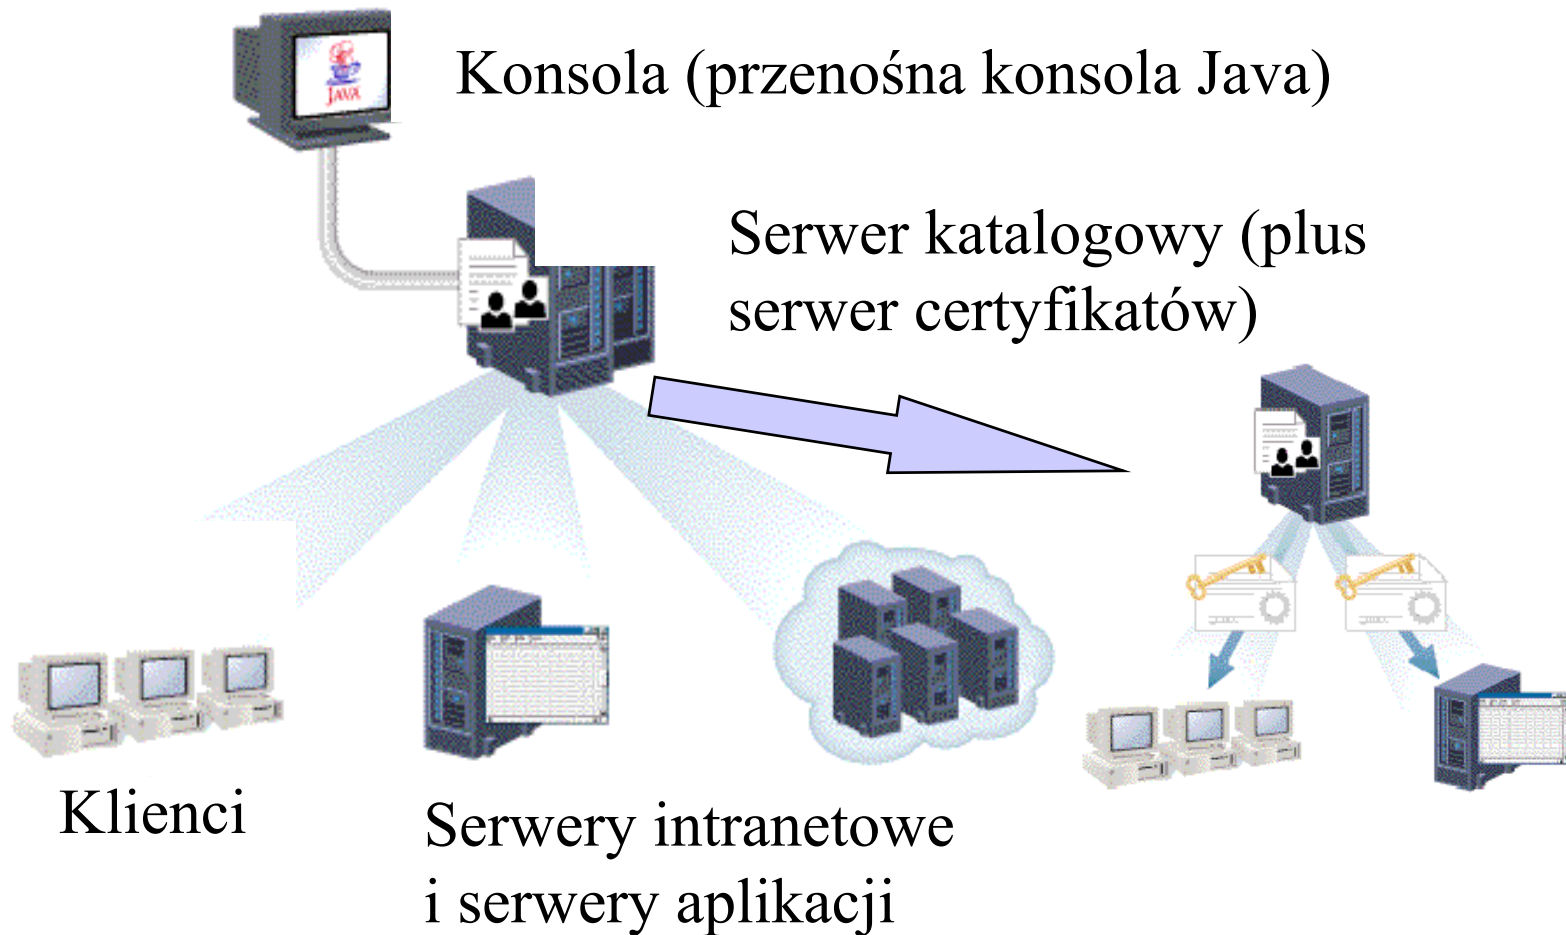 JAVA
Konsola (przenośna konsola Java)
Serwer katalogowy (plus
serwer certyfikatów)
Klienci
Serwery intranetowe
i serwery aplikacji